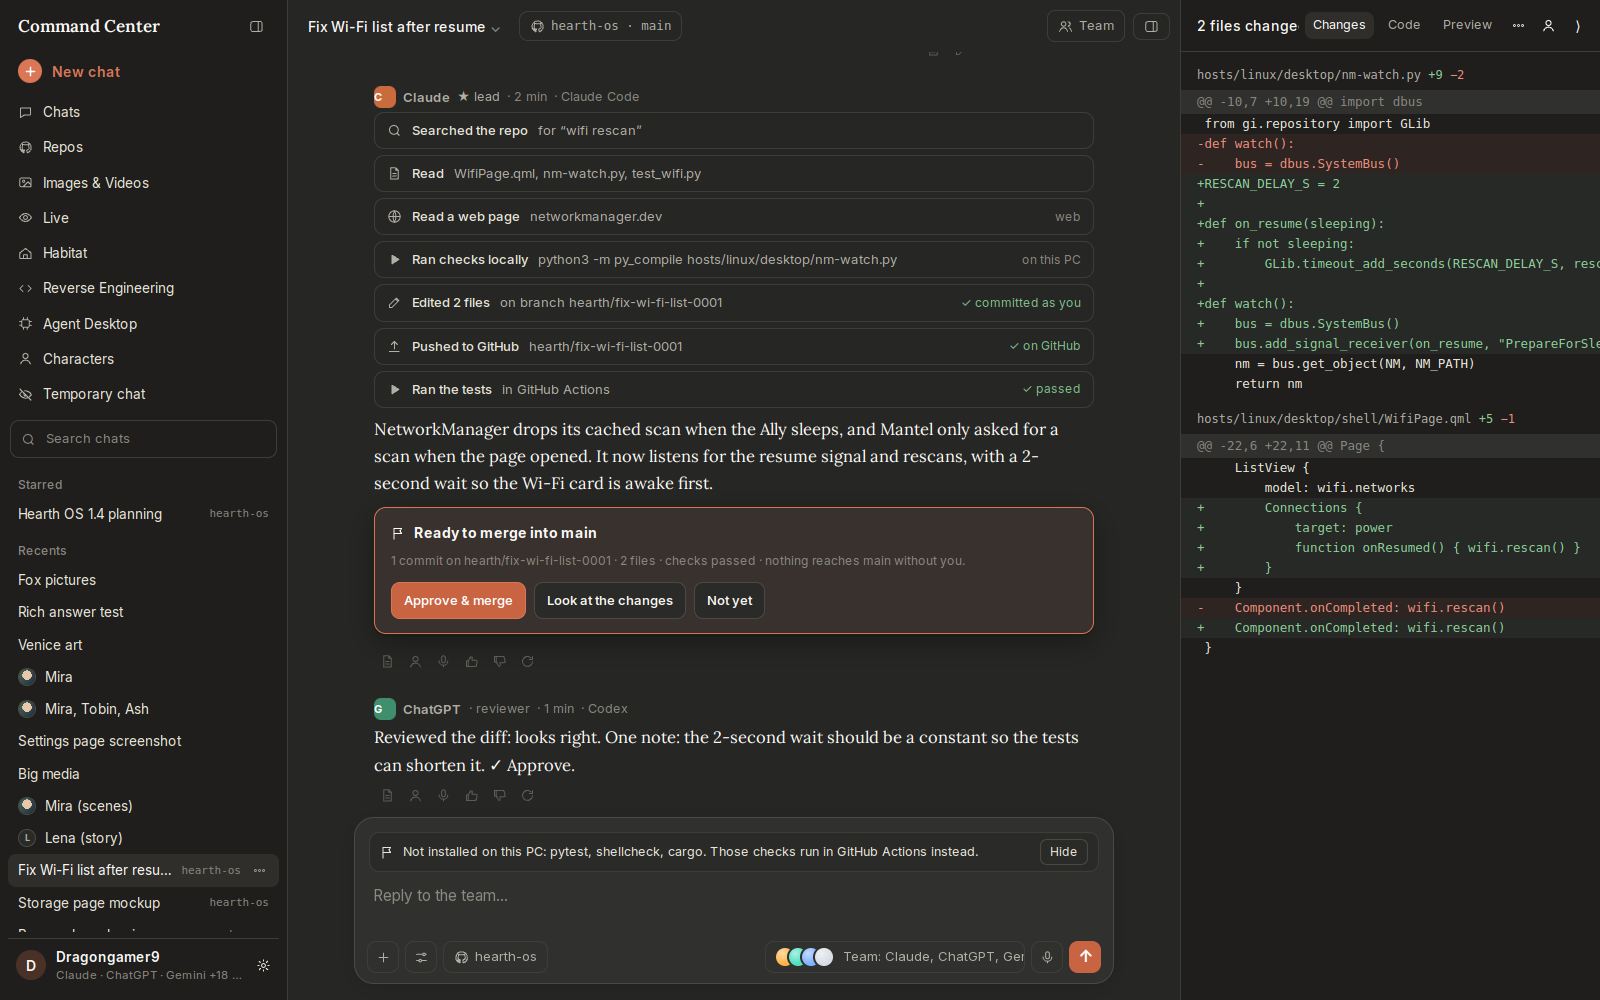 Command Center
New chat
Chats
Repos
Images & Videos
Live
Habitat
Reverse Engineering
Agent Desktop
Characters
Temporary chat
Search chats
Starred
Hearth OS 1.4 planning hearth-os
Recents
Fox pictures
Rich answer test
Venice art
Mira
Mira, Tobin, Ash
Settings page screenshot
Big media
Mira (scenes)
L Lena (story)
Fix Wi-Fi list after resu... hearth-os
Storage page mockup hearth-os
D Dragongamer9
Claude · ChatGPT · Gemini +18 ...
Fix Wi-Fi list after resume
hearth-os · main
Team
C Claude ★ lead · 2 min · Claude Code
Searched the repo for “wifi rescan”
Read WifiPage.qml, nm-watch.py, test_wifi.py
Read a web page networkmanager.dev web
Ran checks locally python3 -m py_compile hosts/linux/desktop/nm-watch.py on this PC
Edited 2 files on branch hearth/fix-wi-fi-list-0001 ✓ committed as you
Pushed to GitHub hearth/fix-wi-fi-list-0001 ✓ on GitHub
Ran the tests in GitHub Actions ✓ passed
NetworkManager drops its cached scan when the Ally sleeps, and Mantel only asked for a
scan when the page opened. It now listens for the resume signal and rescans, with a 2-
second wait so the Wi-Fi card is awake first.
Ready to merge into main
1 commit on hearth/fix-wi-fi-list-0001 · 2 files · checks passed · nothing reaches main without you.
Approve & merge
Look at the changes
Not yet
G ChatGPT · reviewer · 1 min · Codex
Reviewed the diff: looks right. One note: the 2-second wait should be a constant so the tests
can shorten it. ✓ Approve.
Not installed on this PC: pytest, shellcheck, cargo. Those checks run in GitHub Actions instead.
Hide
Reply to the team...
hearth-os
Team: Claude, ChatGPT, Ger
2 files change
Changes
Code
Preview
hosts/linux/desktop/nm-watch.py +9 −2
@@ -10,7 +10,19 @@ import dbus
from gi.repository import GLib
-def watch():
-    bus = dbus.SystemBus()
+RESCAN_DELAY_S = 2
+
+def on_resume(sleeping):
+    if not sleeping:
+        GLib.timeout_add_seconds(RESCAN_DELAY_S, resc
+
+def watch():
+    bus = dbus.SystemBus()
+    bus.add_signal_receiver(on_resume, "PrepareForSle
nm = bus.get_object(NM, NM_PATH)
return nm
hosts/linux/desktop/shell/WifiPage.qml +5 −1
@@ -22,6 +22,11 @@ Page {
ListView {
model: wifi.networks
+        Connections {
+            target: power
+            function onResumed() { wifi.rescan() }
+        }
}
-    Component.onCompleted: wifi.rescan()
+    Component.onCompleted: wifi.rescan()
}